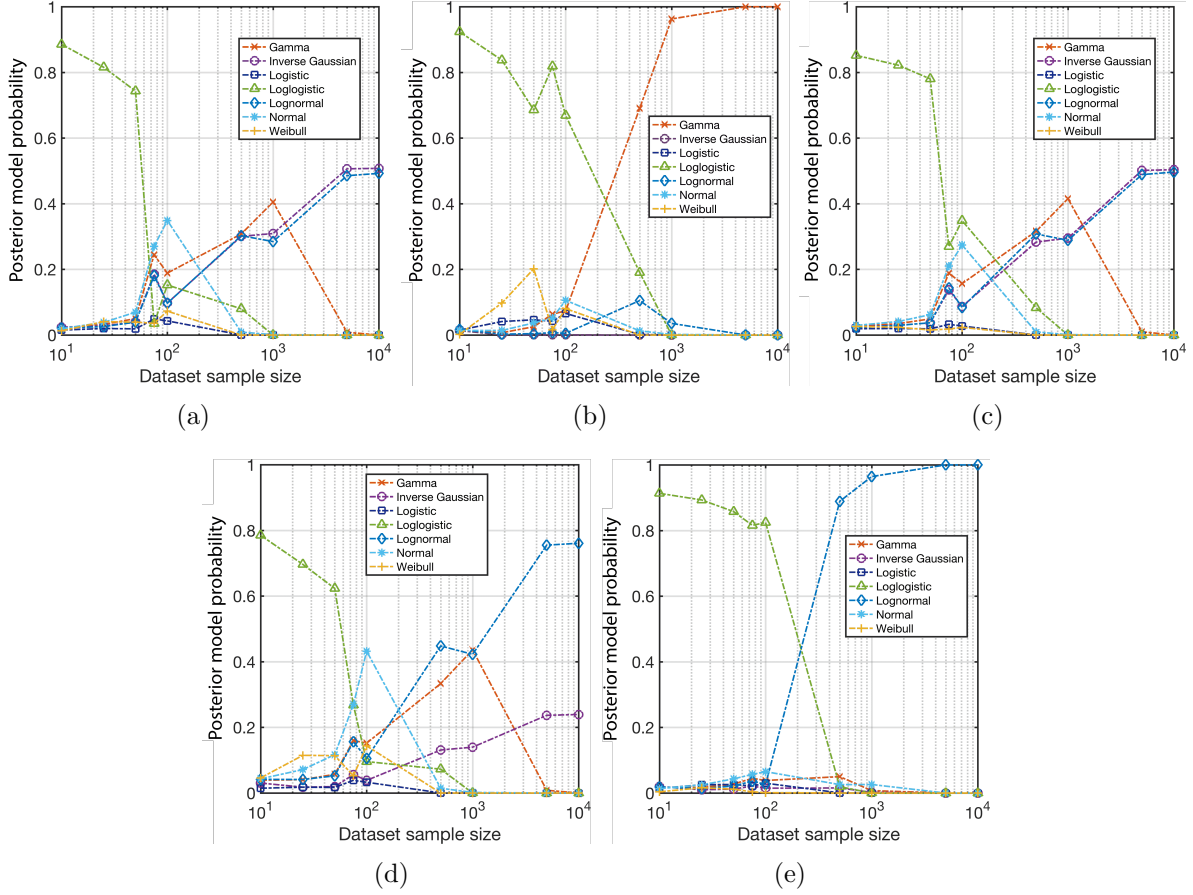 Posterior model probability
1
0.8
0.6
0.4
0.2
0
Gamma
Inverse Gaussian
Logistic
Loglogistic
Lognormal
Normal
Weibull
10^1 10^2 10^3 10^4
Dataset sample size
(a)
Posterior model probability
1
0.8
0.6
0.4
0.2
0
Gamma
Inverse Gaussian
Logistic
Loglogistic
Lognormal
Normal
Weibull
10^1 10^2 10^3 10^4
Dataset sample size
(b)
Posterior model probability
1
0.8
0.6
0.4
0.2
0
Gamma
Inverse Gaussian
Logistic
Loglogistic
Lognormal
Normal
Weibull
10^1 10^2 10^3 10^4
Dataset sample size
(c)
Posterior model probability
1
0.8
0.6
0.4
0.2
0
Gamma
Inverse Gaussian
Logistic
Loglogistic
Lognormal
Normal
Weibull
10^1 10^2 10^3 10^4
Dataset sample size
(d)
Posterior model probability
1
0.8
0.6
0.4
0.2
0
Gamma
Inverse Gaussian
Logistic
Loglogistic
Lognormal
Normal
Weibull
10^1 10^2 10^3 10^4
Dataset sample size
(e)